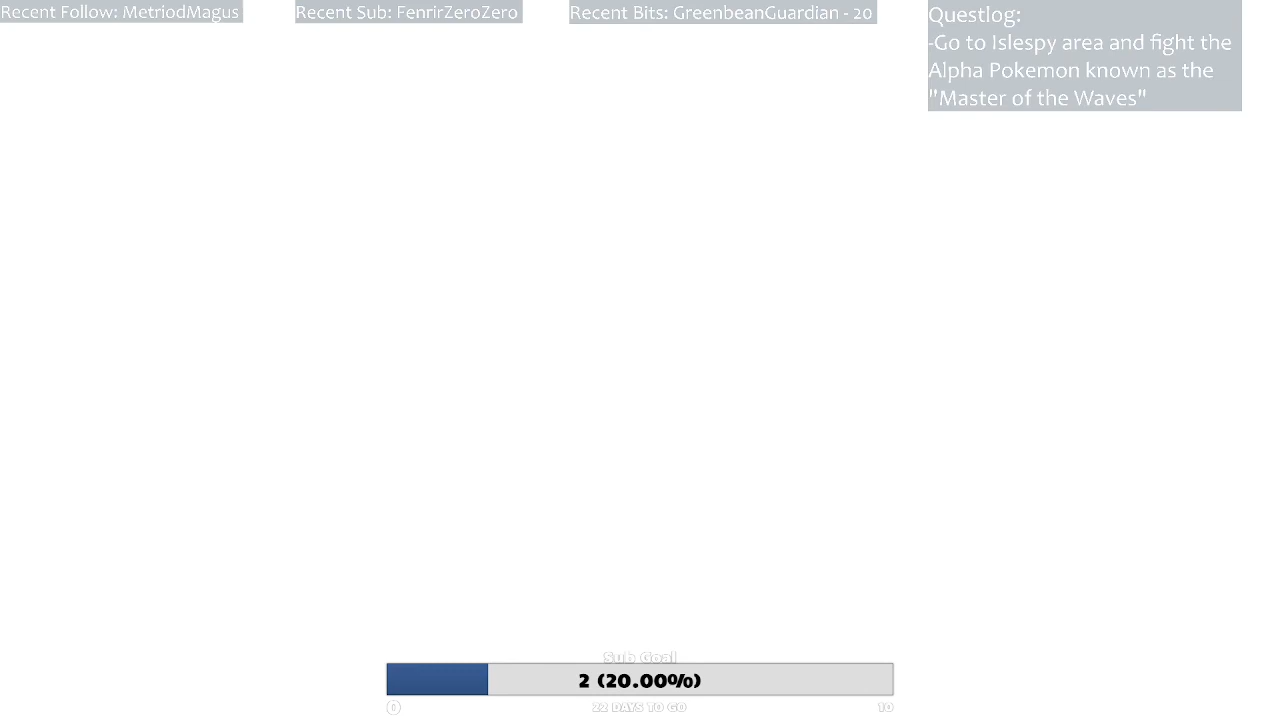 Recent Follow: MetriodMagus
Recent Sub: FenrirZeroZero
Recent Bits: GreenbeanGuardian - 20
Questlog:
-Go to Islespy area and fight the
Alpha Pokemon known as the
"Master of the Waves"
Sub Goal
2 (20.00%)
0
22 DAYS TO GO
10